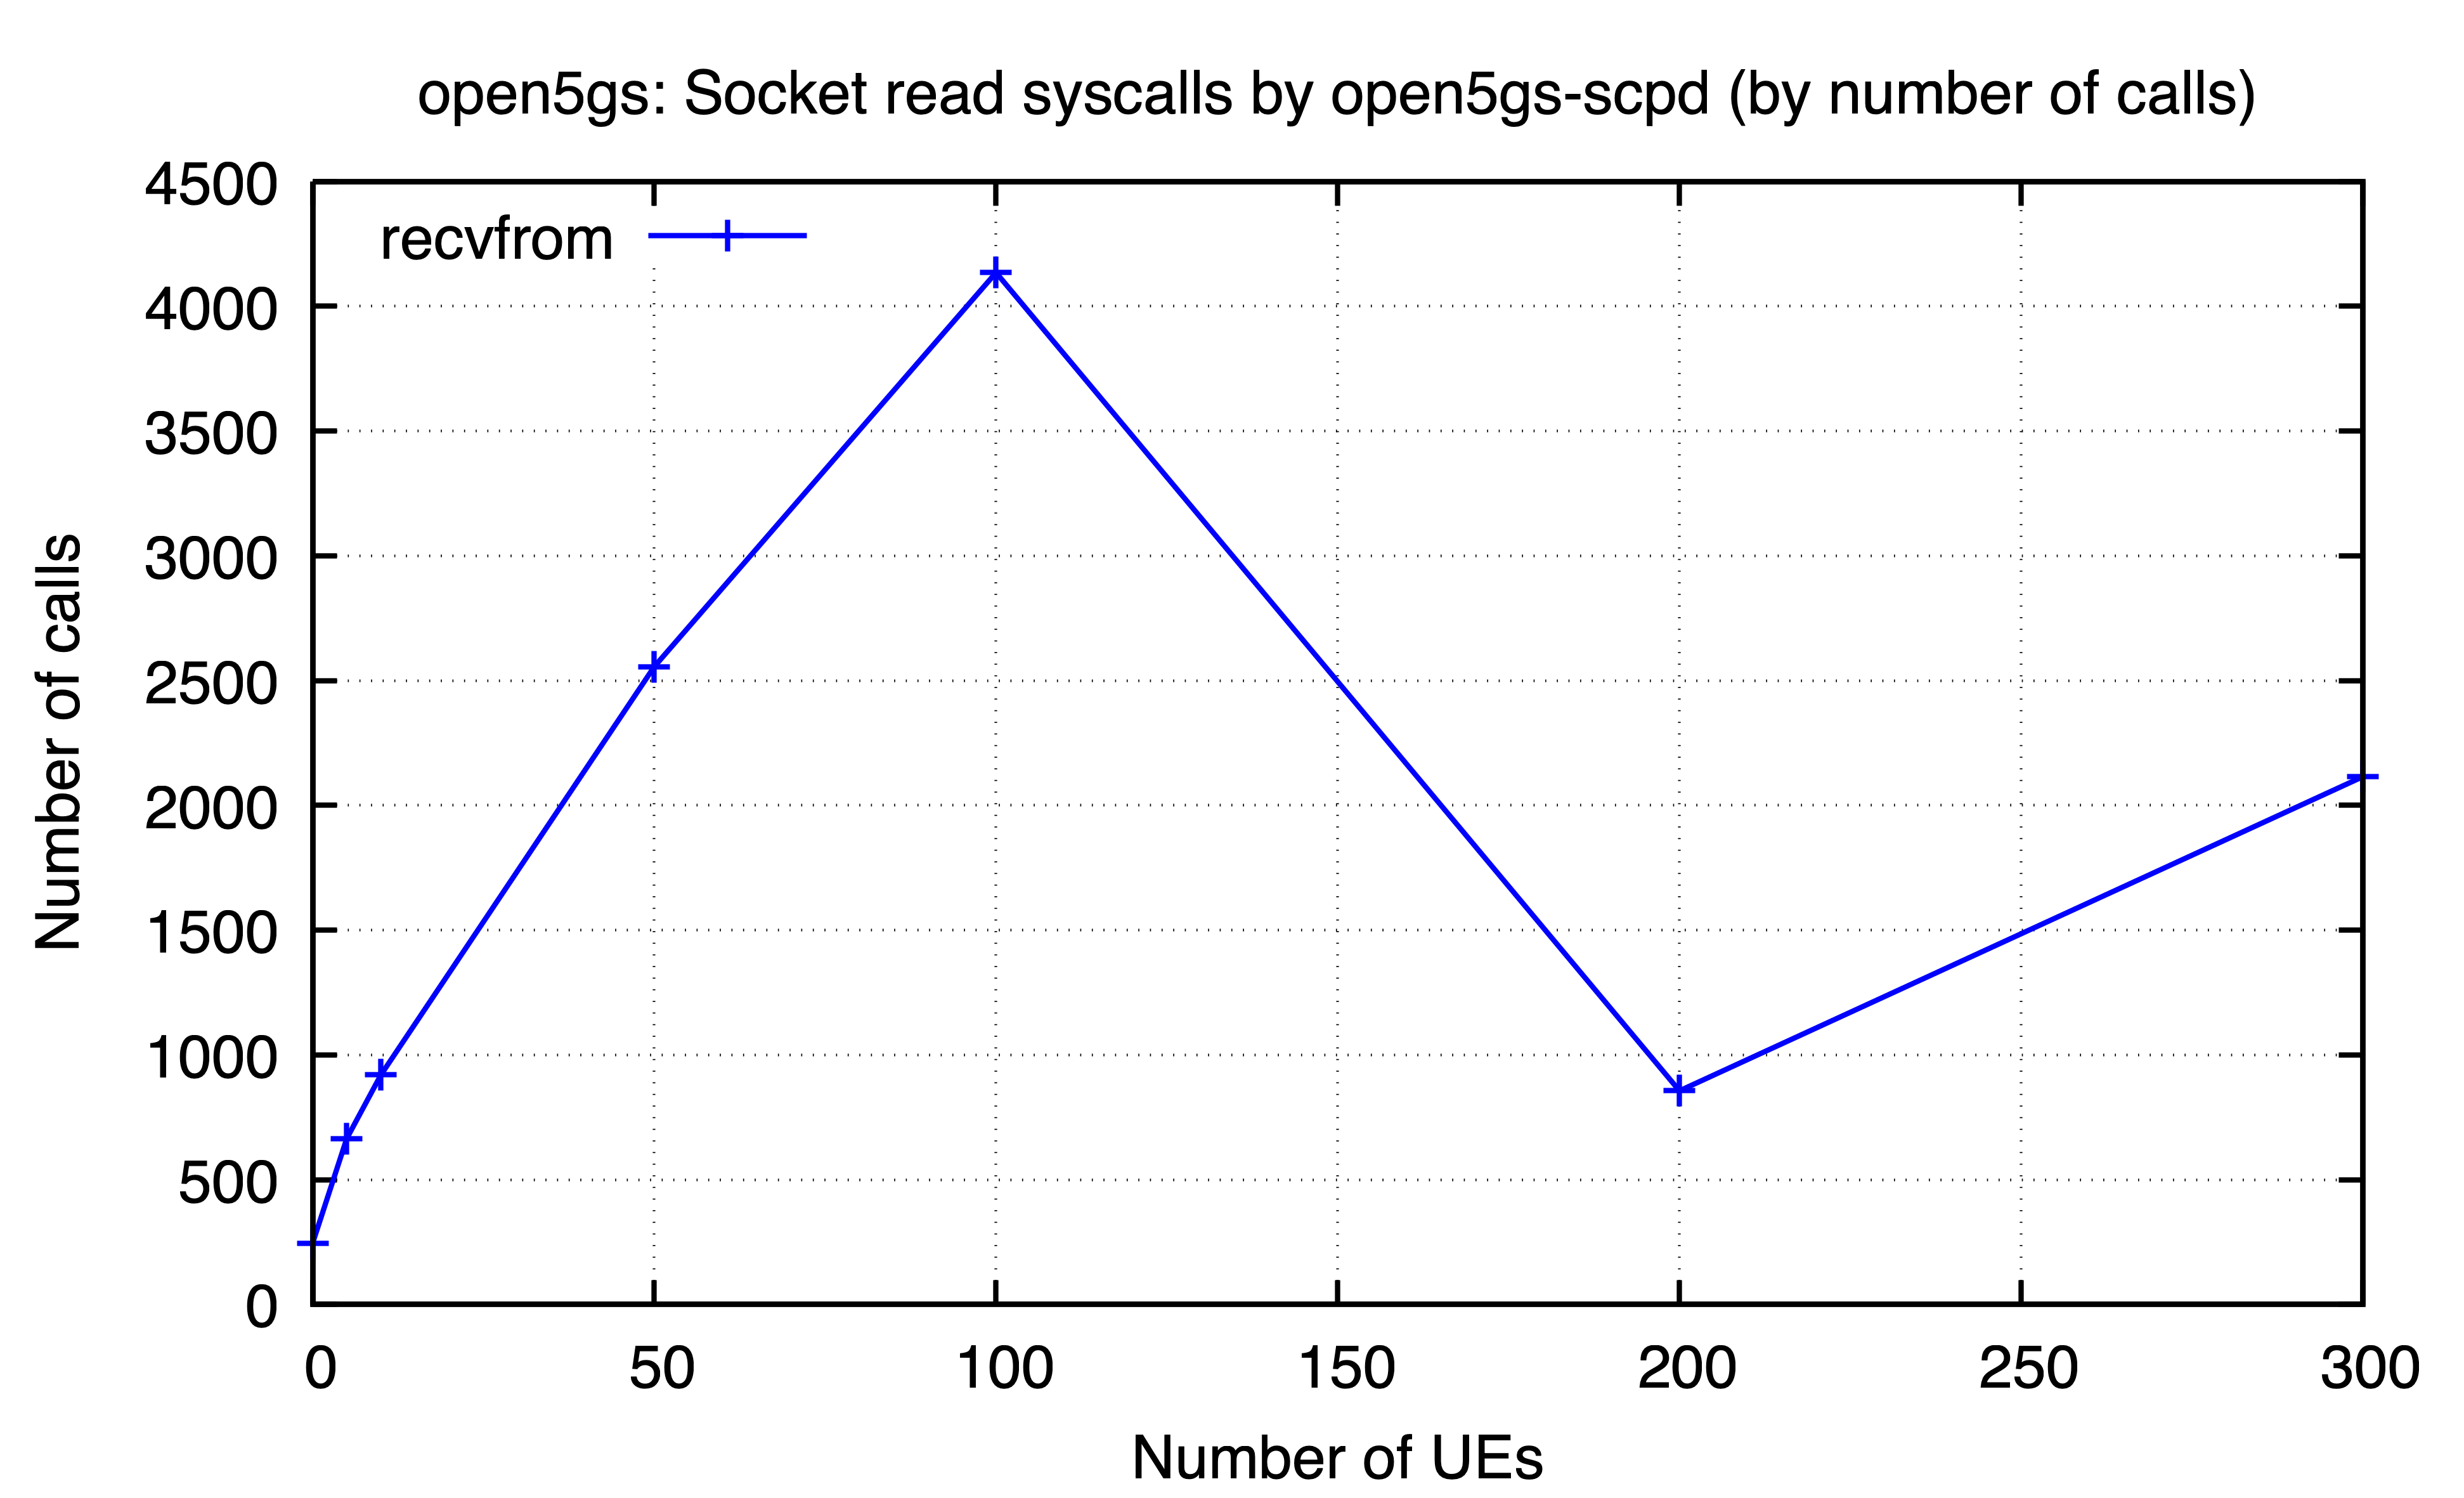 open5gs: Socket read syscalls by open5gs-scpd (by number of calls)
4500
recvfrom
4000
3500
3000
2500
2000
1500
1000
500
0
Number of calls
0 50 100 150 200 250 300
Number of UEs